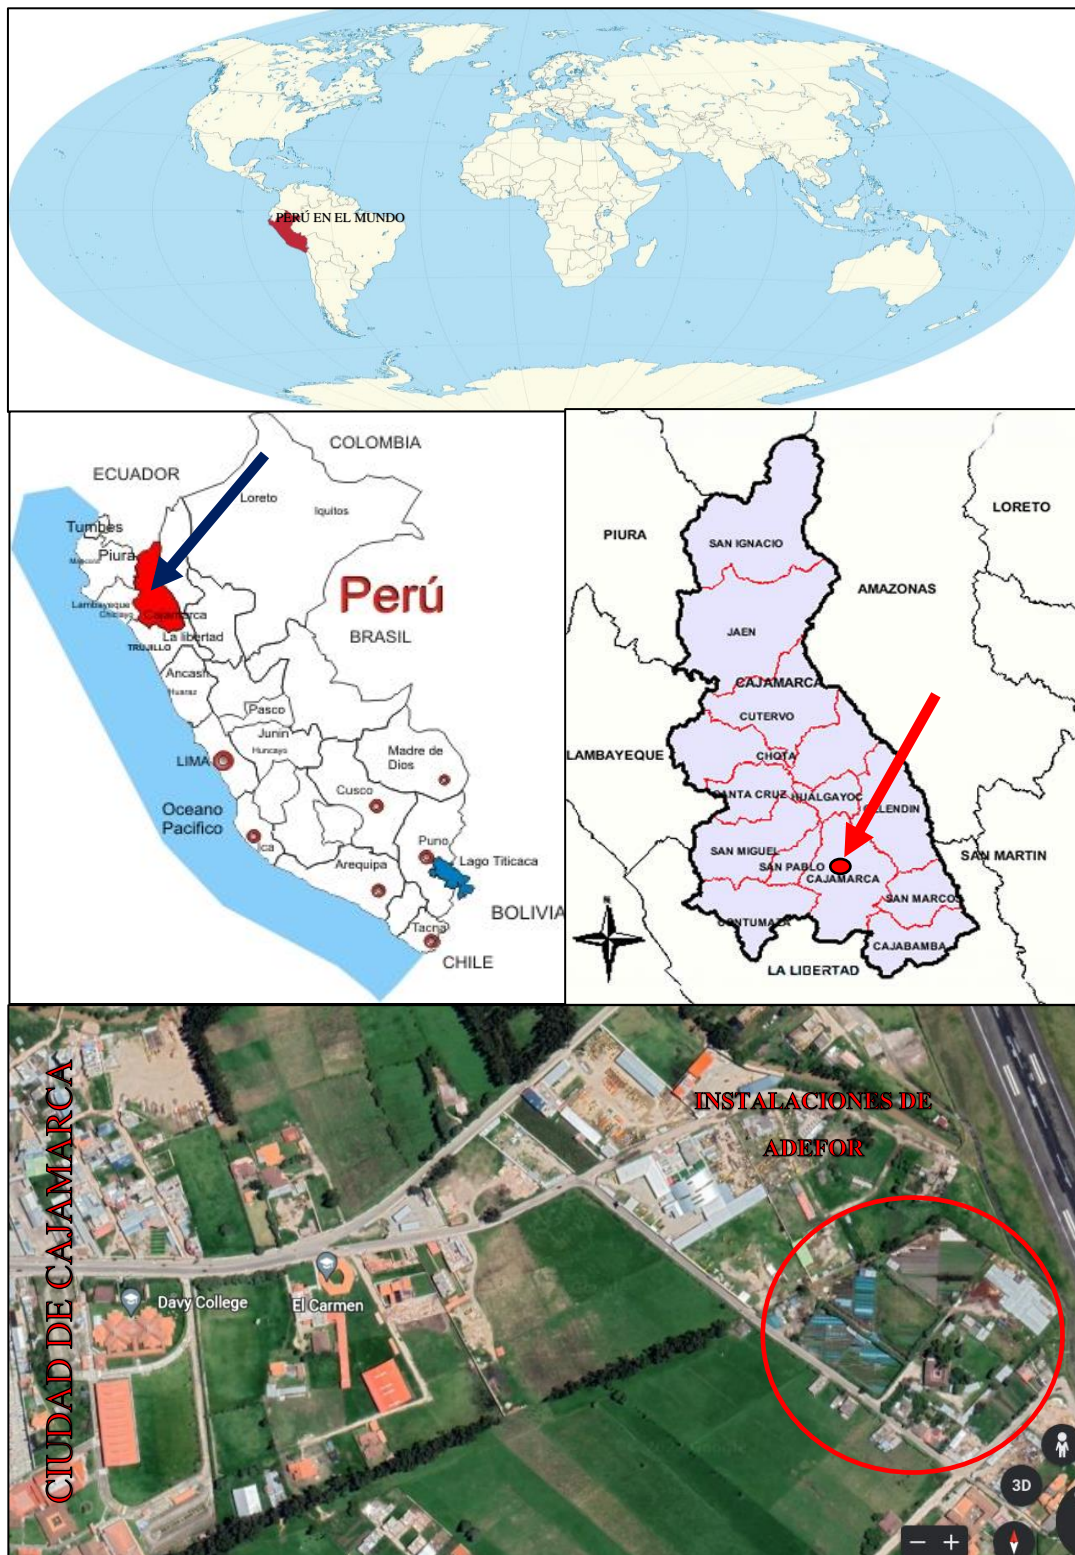 PERÚ EN EL MUNDO
COLOMBIA
ECUADOR
Loreto
Iquitos
Tumbes
Piura
Lambayeque
Chiclayo
Cajamarca
La libertad
TRUJILLO
Perú
BRASIL
Ancash
Huaraz
Pasco
Junin
Huncayo
LIMA
Madre de
Dios
Cusco
Oceano
Pacifico
Ica
Puno
Lago Titicaca
Arequipa
BOLIVIA
Tacna
CHILE
PIURA
LORETO
SAN IGNACIO
AMAZONAS
JAEN
CAJAMARCA
CUTERVO
LAMBAYEQUE
CHOTA
SANTA CRUZ
HUALGAYOC
CELENDIN
SAN MIGUEL
SAN PABLO
CAJAMARCA
SAN MARTIN
SAN MARCOS
CONTUMAZA
CAJABAMBA
LA LIBERTAD
N
CIUDAD DE CAJAMARCA
INSTALACIONES DE
ADEFOR
Davy College
El Carmen
3D